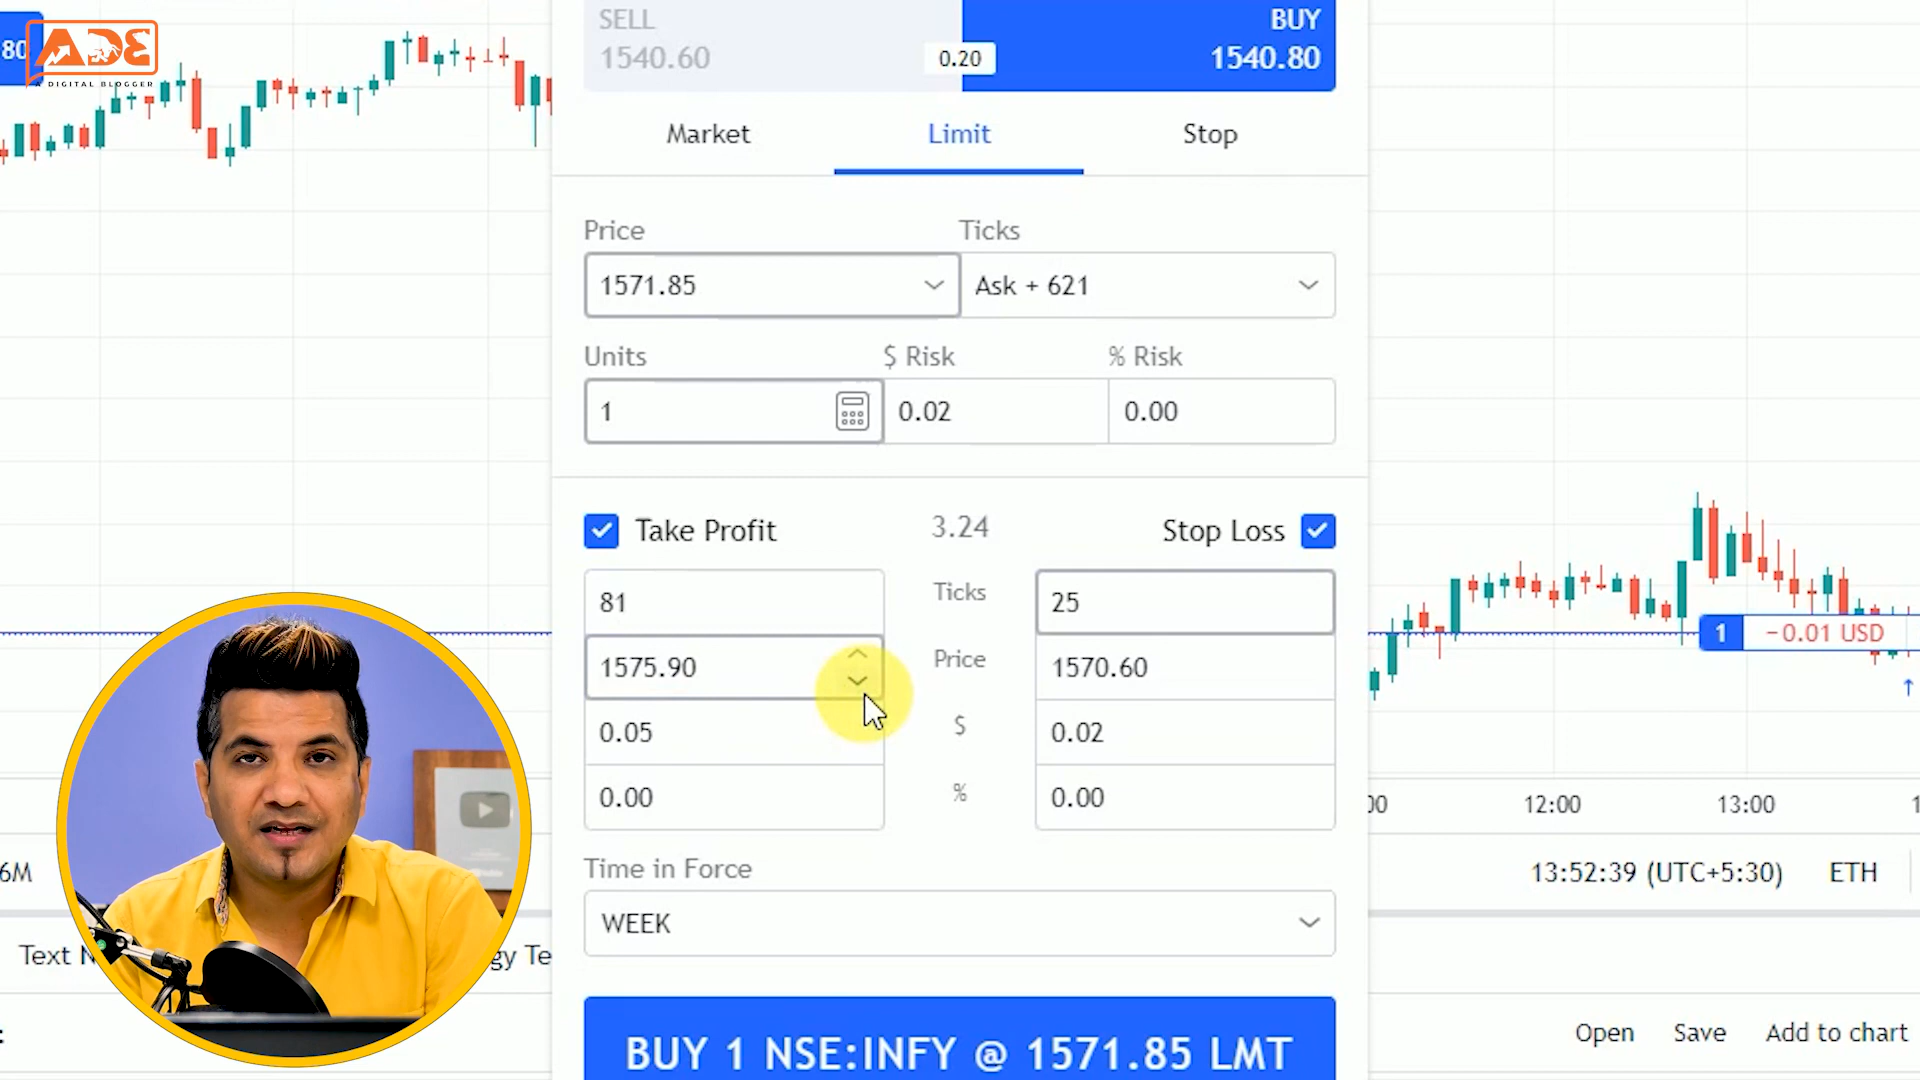 80
ADB
A DIGITAL BLOGGER
SELL
1540.60
0.20
BUY
1540.80
Market
Limit
Stop
Price
Ticks
1571.85
Ask + 621
Units
$ Risk
% Risk
1
0.02
0.00
Take Profit
3.24
Stop Loss
81
Ticks
25
1575.90
Price
1570.60
0.05
$
0.02
0.00
%
0.00
Time in Force
WEEK
BUY 1 NSE:INFY @ 1571.85 LMT
1
−0.01 USD
00
12:00
13:00
6M
13:52:39 (UTC+5:30)
ETH
Text N
gy Te
Open
Save
Add to chart